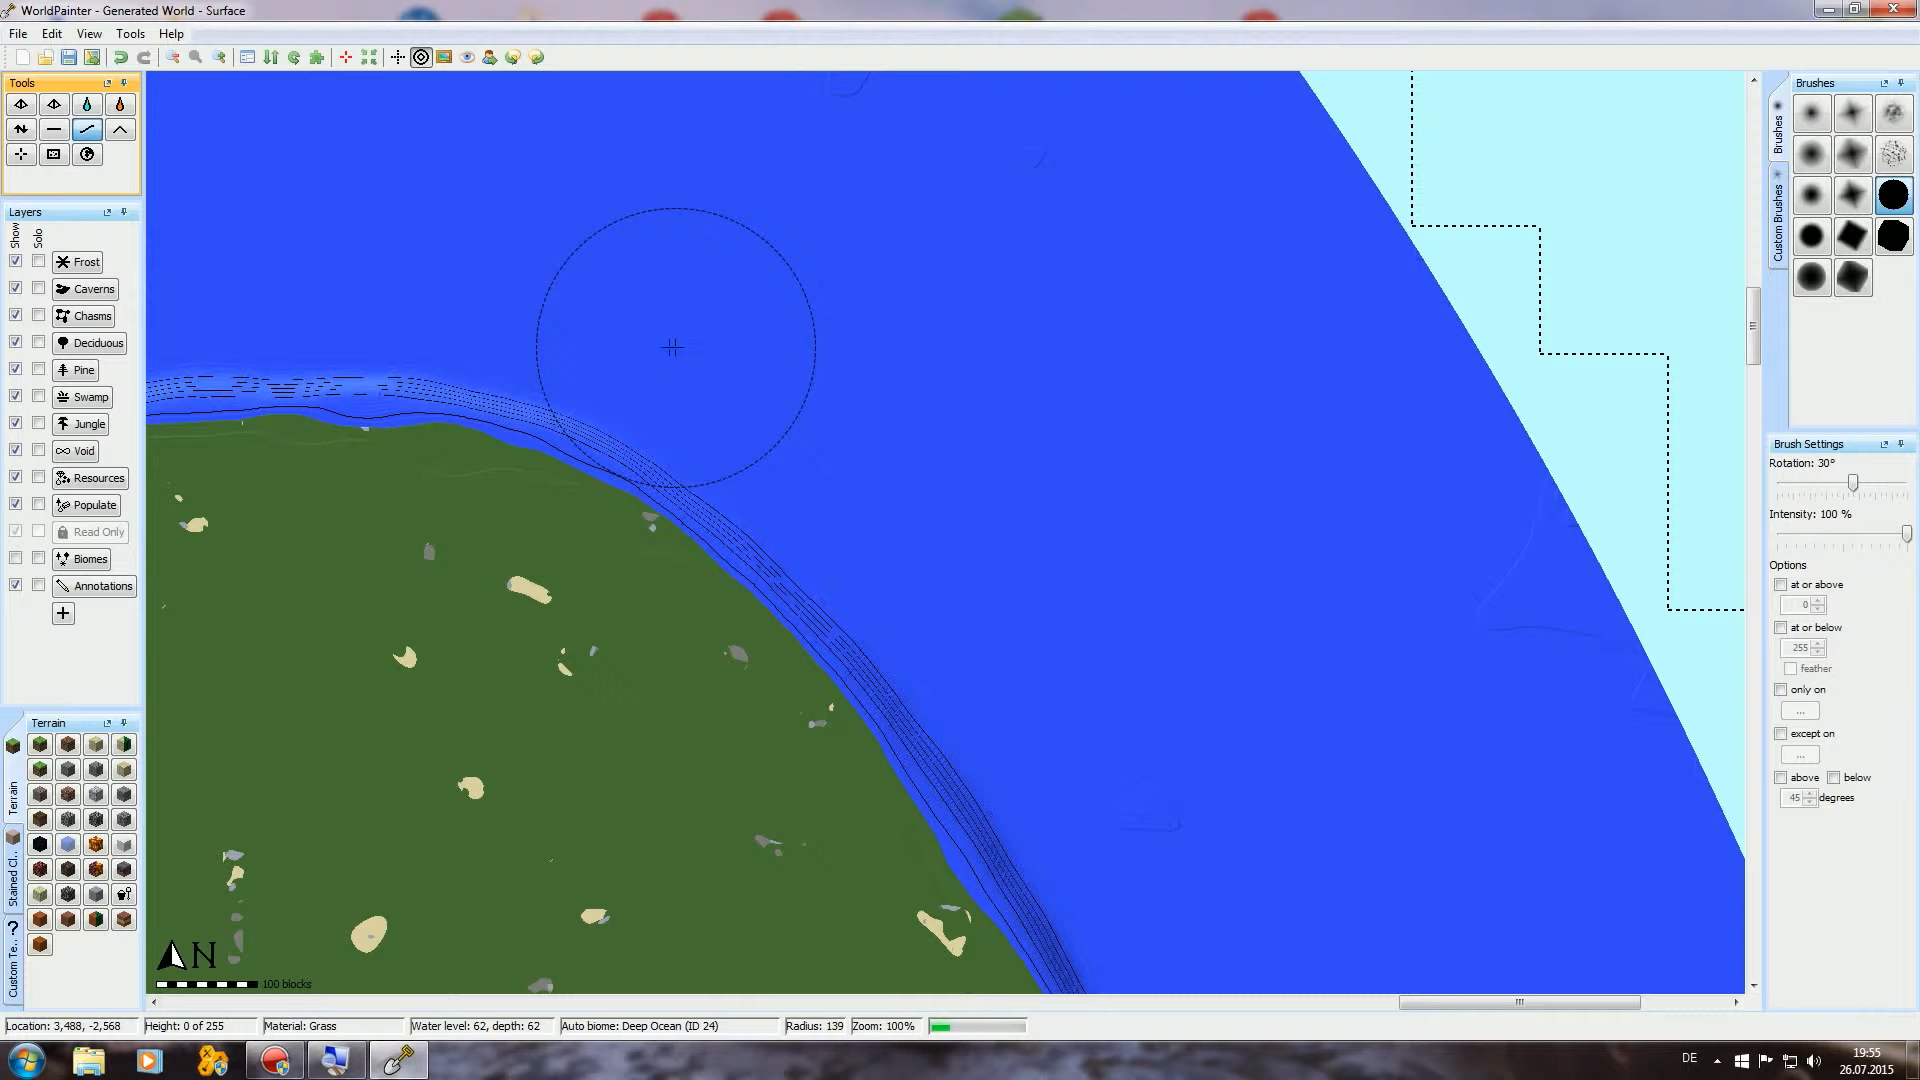 WorldPainter - Generated World - Surface
File Edit View Tools Help
Tools
Layers
Show
Solo
Frost
Caverns
Chasms
Deciduous
Pine
Swamp
Jungle
Void
Resources
Populate
Read Only
Biomes
Annotations
Terrain
Terrain
Stained Cl...
Custom Te...
N
100 blocks
Brushes
Brushes
Custom Brushes
Brush Settings
Rotation: 30°
Intensity: 100 %
Options
at or above
0
at or below
255
feather
only on
...
except on
...
above below
45 degrees
Location: 3,488, -2,568 Height: 0 of 255 Material: Grass Water level: 62, depth: 62 Auto biome: Deep Ocean (ID 24) Radius: 139 Zoom: 100%
DE
19:55
26.07.2015